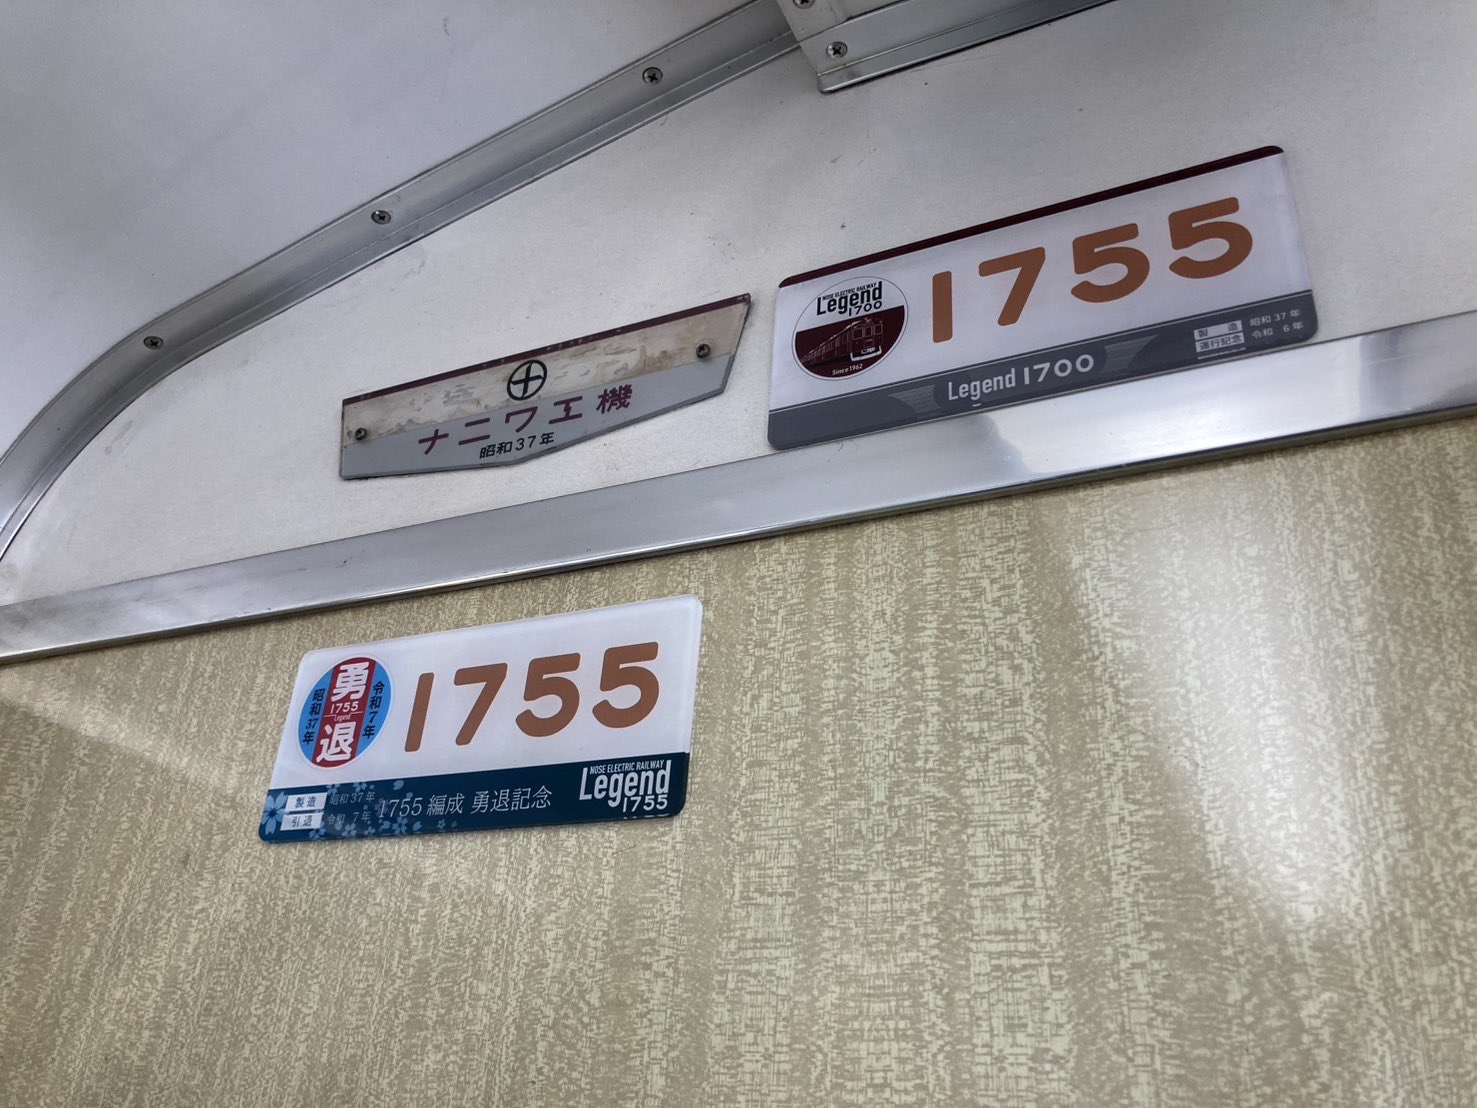 NOSE ELECTRIC RAILWAY
Legend
1700
Since1962
1755
製造 昭和37年
運行記念 令和 6年
Legend 1700
ナニワ工機
昭和37年
勇退
1755
Legend
昭和37年
令和7年
1755
製造 昭和37年
引退 令和 7年
1755編成 勇退記念
NOSE ELECTRIC RAILWAY
Legend
1755